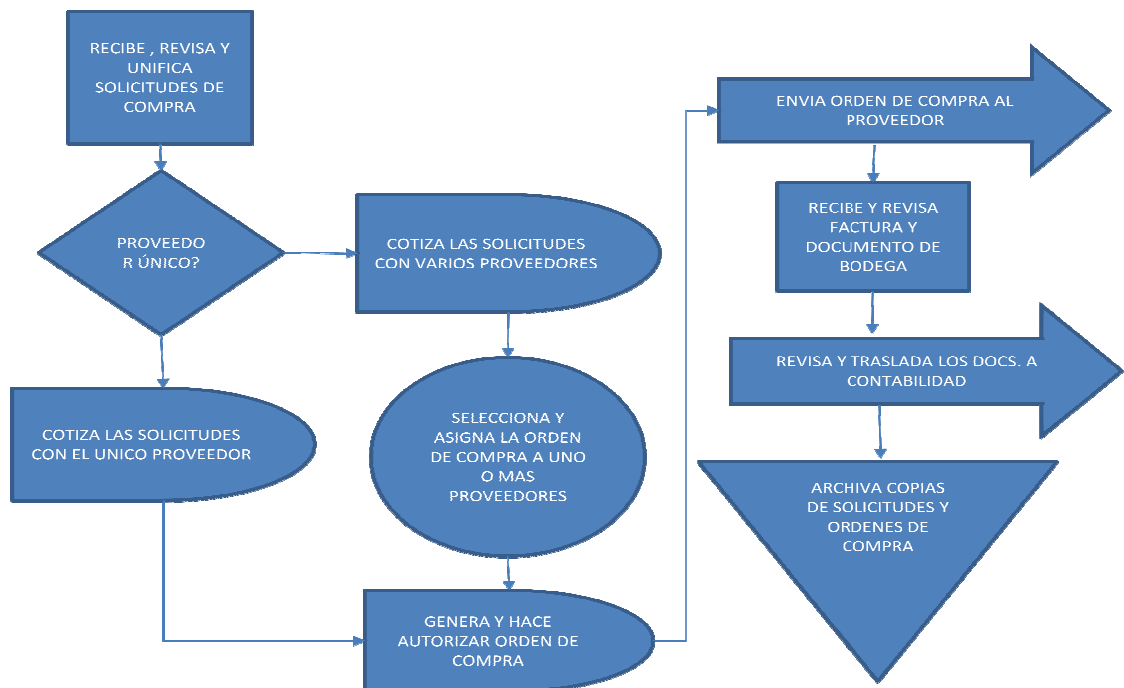 RECIBE , REVISA Y
UNIFICA
SOLICITUDES DE
COMPRA
PROVEEDO
R ÚNICO?
COTIZA LAS SOLICITUDES
CON VARIOS PROVEEDORES
COTIZA LAS SOLICITUDES
CON EL UNICO PROVEEDOR
SELECCIONA Y
ASIGNA LA ORDEN
DE COMPRA A UNO
O MAS
PROVEEDORES
GENERA Y HACE
AUTORIZAR ORDEN DE
COMPRA
ENVIA ORDEN DE COMPRA AL
PROVEEDOR
RECIBE Y REVISA
FACTURA Y
DOCUMENTO DE
BODEGA
REVISA Y TRASLADA LOS DOCS. A
CONTABILIDAD
ARCHIVA COPIAS
DE SOLICITUDES Y
ORDENES DE
COMPRA